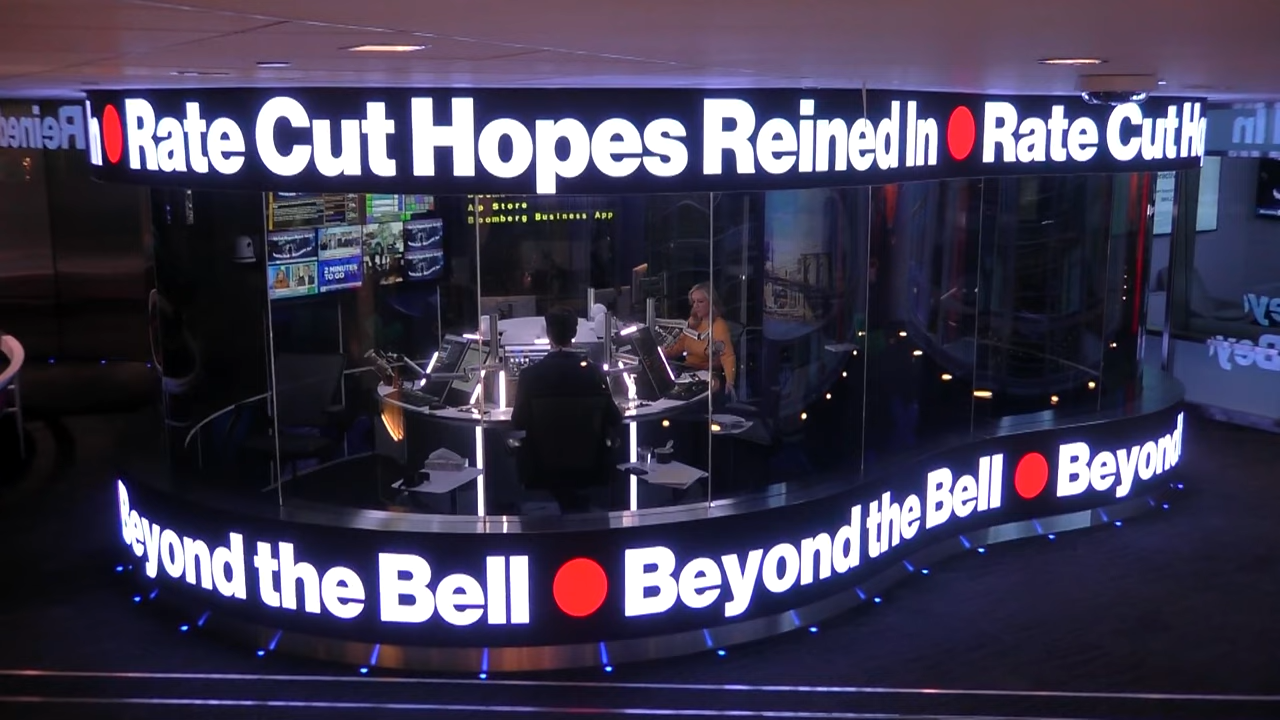 n Rate Cut Hopes Reined In Rate Cut Ho
App Store
Bloomberg Business App
2 MINUTES TO GO
Beyond the Bell Beyond the Bell Beyond